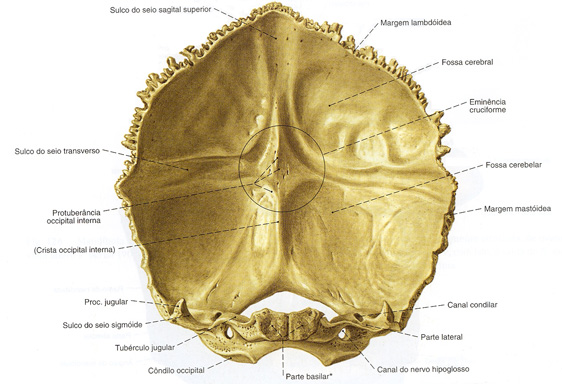 Sulco do seio sagital superior
Margem lambdóidea
Fossa cerebral
Eminência
cruciforme
Sulco do seio transverso
Fossa cerebelar
Protuberância
occipital interna
Margem mastóidea
(Crista occipital interna)
Proc. jugular
Canal condilar
Sulco do seio sigmóide
Parte lateral
Tubérculo jugular
Côndilo occipital
Parte basilar*
Canal do nervo hipoglosso